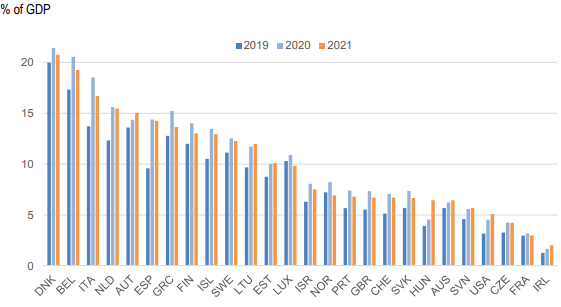 % of GDP
2019 2020 2021
20
15
10
5
0
DNK BEL ITA NLD AUT ESP GRC FIN ISL SWE LTU EST LUX ISR NOR PRT GBR CHE SVK HUN AUS SVN USA CZE FRA IRL